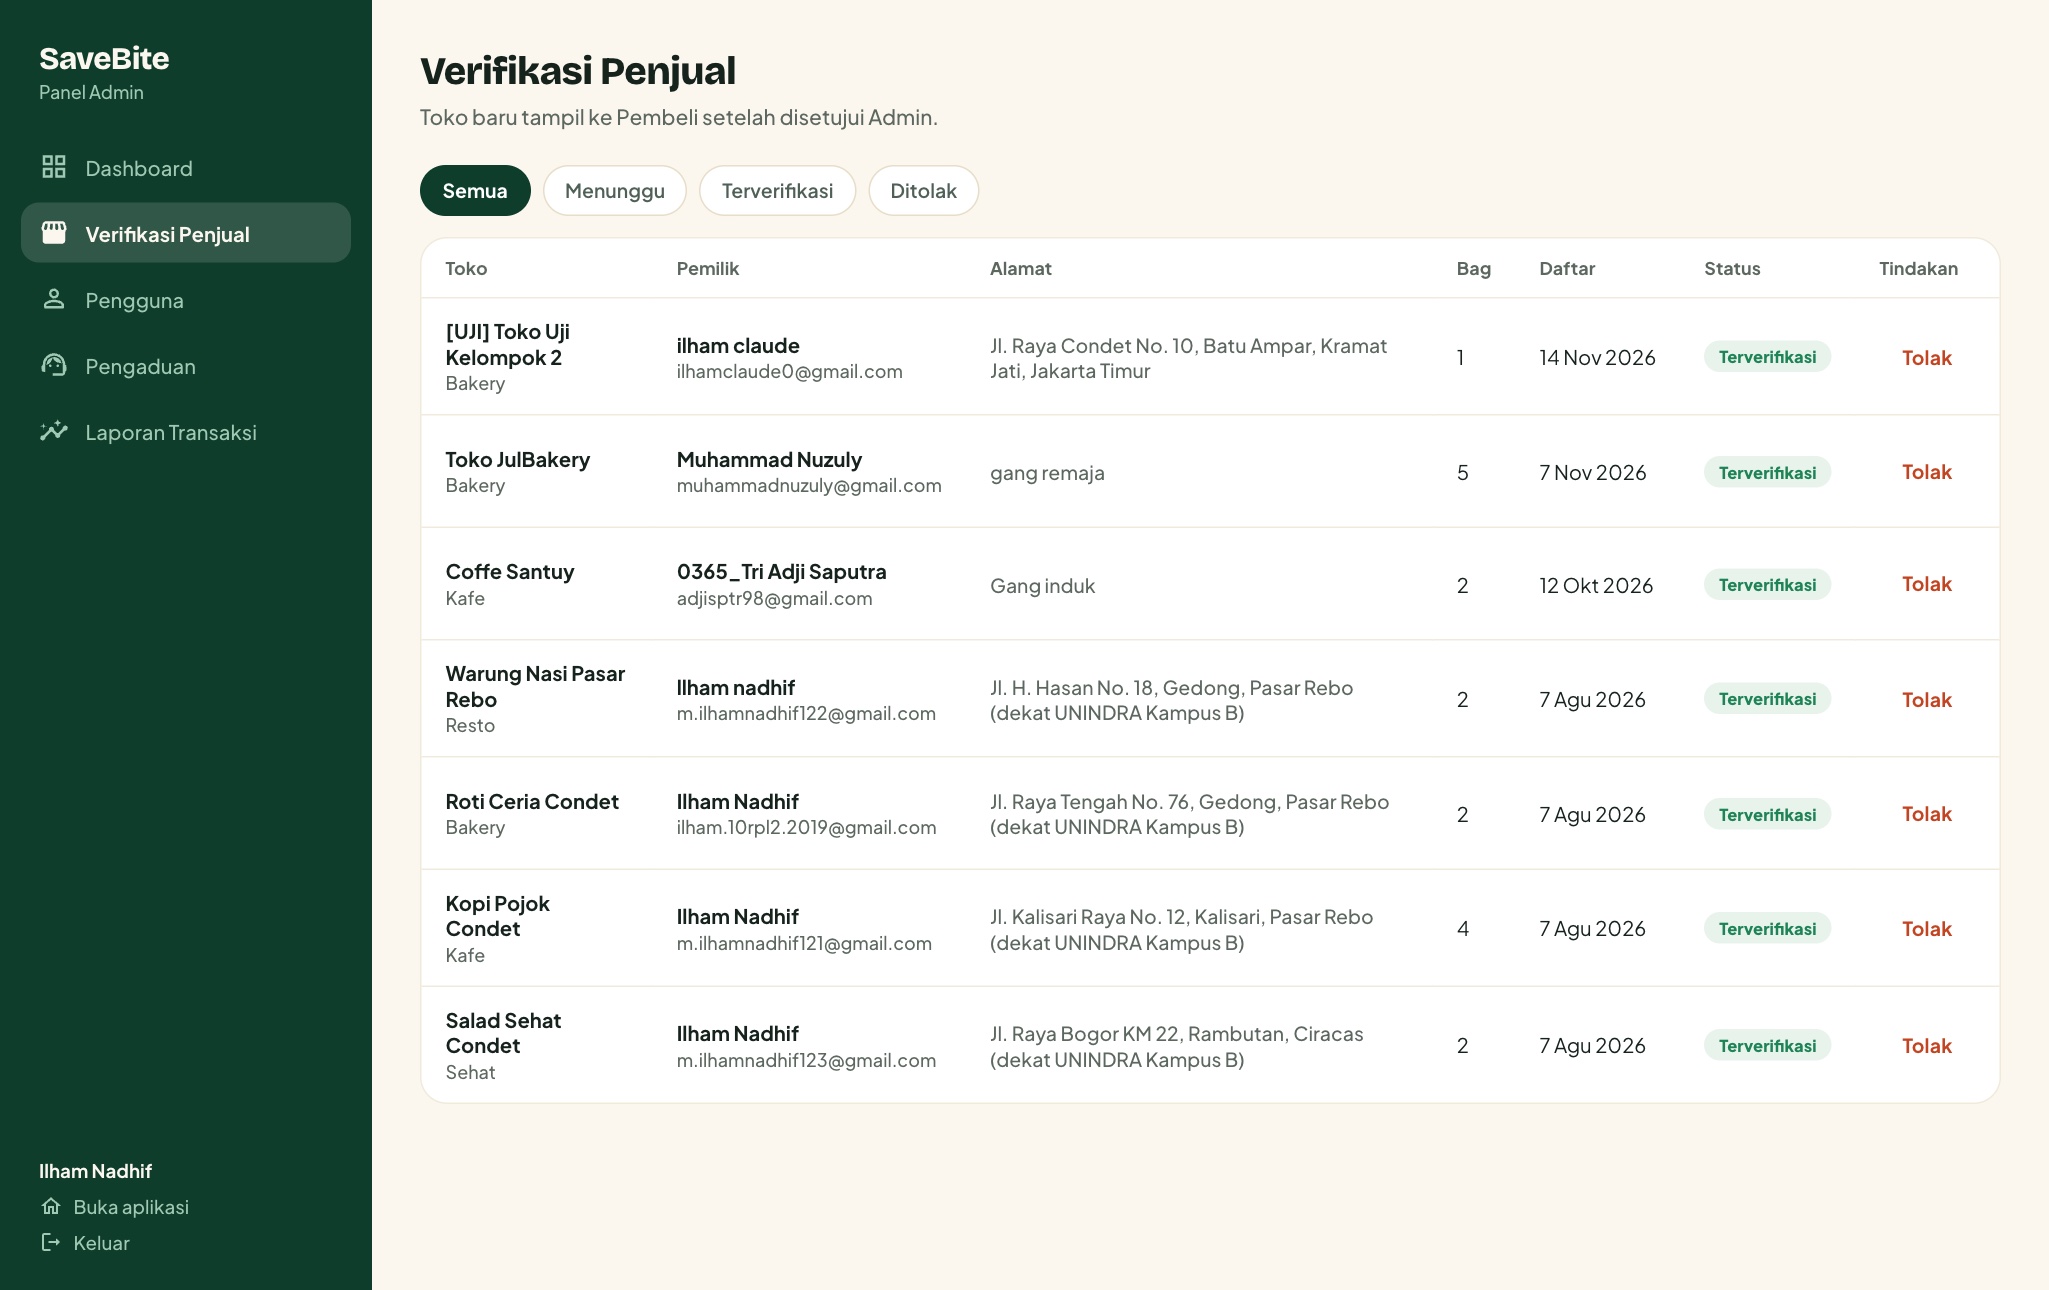 SaveBite
Panel Admin
Dashboard
Verifikasi Penjual
Pengguna
Pengaduan
Laporan Transaksi
Ilham Nadhif
Buka aplikasi
Keluar
Verifikasi Penjual
Toko baru tampil ke Pembeli setelah disetujui Admin.
Semua Menunggu Terverifikasi Ditolak
Toko Pemilik Alamat Bag Daftar Status Tindakan
[UJI] Toko Uji
Kelompok 2
Bakery
ilham claude
ilhamclaude0@gmail.com
Jl. Raya Condet No. 10, Batu Ampar, Kramat
Jati, Jakarta Timur
1
14 Nov 2026
Terverifikasi
Tolak
Toko JulBakery
Bakery
Muhammad Nuzuly
muhammadnuzuly@gmail.com
gang remaja
5
7 Nov 2026
Terverifikasi
Tolak
Coffe Santuy
Kafe
0365_Tri Adji Saputra
adjisptr98@gmail.com
Gang induk
2
12 Okt 2026
Terverifikasi
Tolak
Warung Nasi Pasar
Rebo
Resto
Ilham nadhif
m.ilhamnadhif122@gmail.com
Jl. H. Hasan No. 18, Gedong, Pasar Rebo
(dekat UNINDRA Kampus B)
2
7 Agu 2026
Terverifikasi
Tolak
Roti Ceria Condet
Bakery
Ilham Nadhif
ilham.10rpl2.2019@gmail.com
Jl. Raya Tengah No. 76, Gedong, Pasar Rebo
(dekat UNINDRA Kampus B)
2
7 Agu 2026
Terverifikasi
Tolak
Kopi Pojok
Condet
Kafe
Ilham Nadhif
m.ilhamnadhif121@gmail.com
Jl. Kalisari Raya No. 12, Kalisari, Pasar Rebo
(dekat UNINDRA Kampus B)
4
7 Agu 2026
Terverifikasi
Tolak
Salad Sehat
Condet
Sehat
Ilham Nadhif
m.ilhamnadhif123@gmail.com
Jl. Raya Bogor KM 22, Rambutan, Ciracas
(dekat UNINDRA Kampus B)
2
7 Agu 2026
Terverifikasi
Tolak